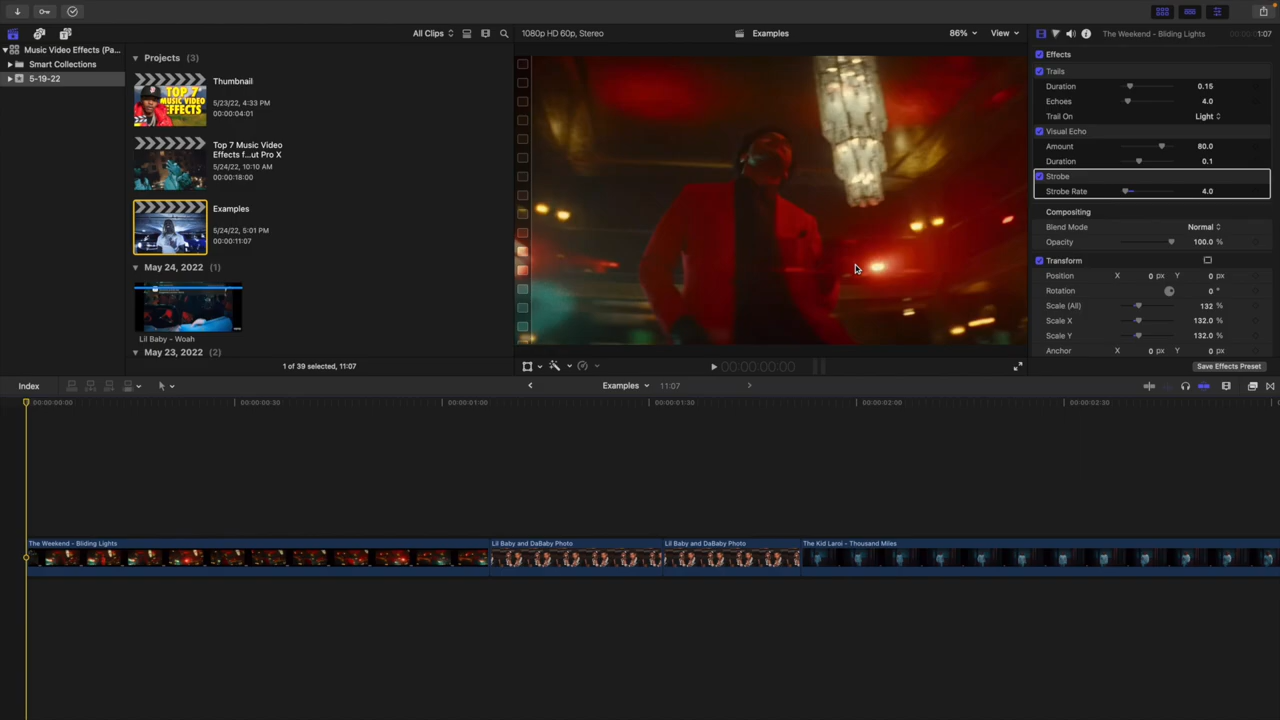 All Clips
1080p HD 60p, Stereo
Examples
86%
View
The Weekend - Bliding Lights
1:07
Music Video Effects (Pa...
Smart Collections
5-19-22
Projects (3)
TOP 7
MUSIC VIDEO
EFFECTS
Thumbnail
5/23/22, 4:33 PM
00:00:04:01
Top 7 Music Video
Effects f...ut Pro X
5/24/22, 10:10 AM
00:00:18:00
Examples
5/24/22, 5:01 PM
00:00:11:07
May 24, 2022 (1)
Lil Baby - Woah
May 23, 2022 (2)
1 of 39 selected, 11:07
00:00:00:00
Effects
Trails
Duration 0.15
Echoes 4.0
Trail On Light
Visual Echo
Amount 80.0
Duration 0.1
Strobe
Strobe Rate 4.0
Compositing
Blend Mode Normal
Opacity 100.0 %
Transform
Position X 0 px Y 0 px
Rotation 0 °
Scale (All) 132 %
Scale X 132.0 %
Scale Y 132.0 %
Anchor X 0 px Y 0 px
Save Effects Preset
Index
Examples
11:07
00:00:00:00
00:00:00:30
00:00:01:00
00:00:01:30
00:00:02:00
00:00:02:30
The Weekend - Bliding Lights
Lil Baby and DaBaby Photo
Lil Baby and DaBaby Photo
The Kid Laroi - Thousand Miles